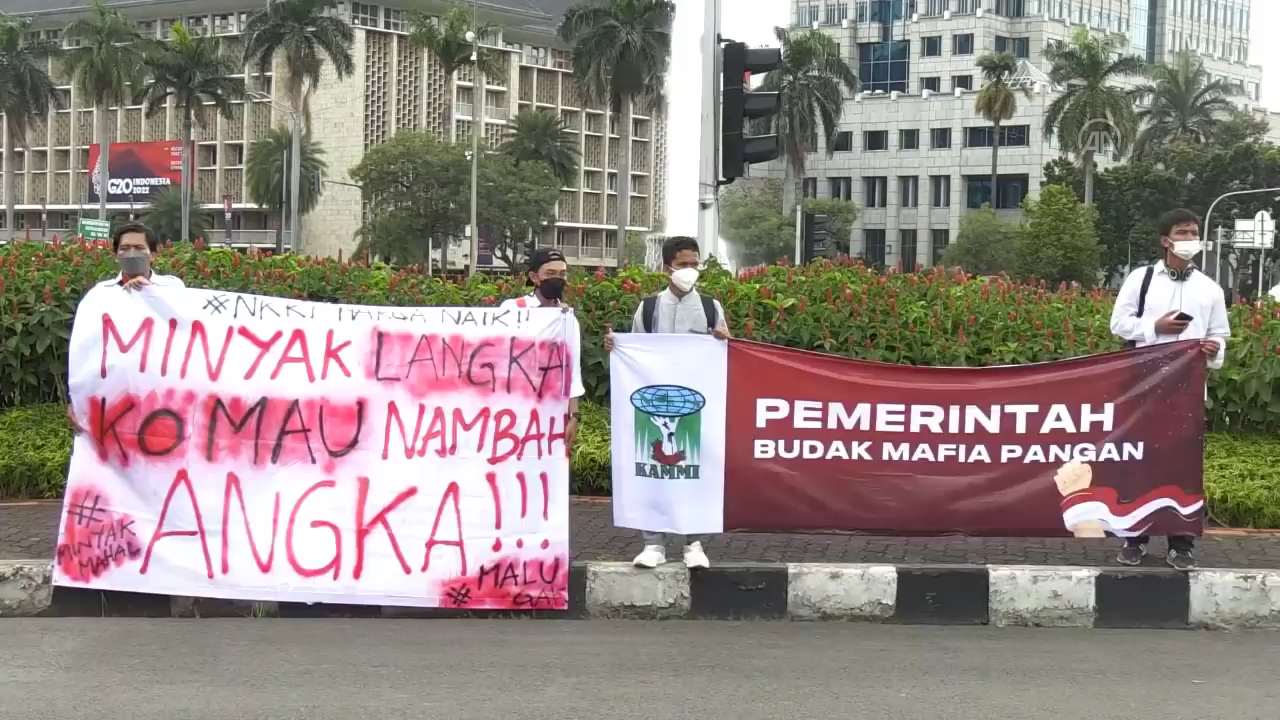 G20 INDONESIA
2022
#NKRI HARGA NAIK!!
MINYAK LANGKA
KO MAU NAMBAH
ANGKA!!!
#MINYAK
MAHAL
#MALU
GAK
KAMMI
PEMERINTAH
BUDAK MAFIA PANGAN